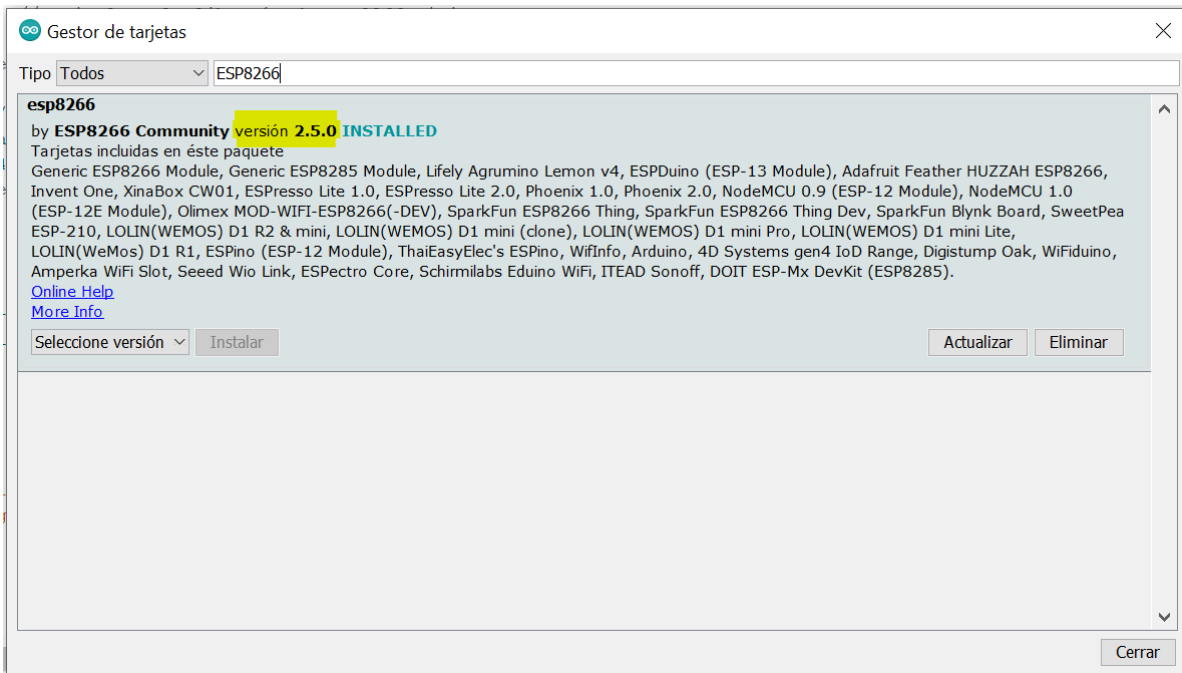 Gestor de tarjetas
Tipo Todos ESP8266
esp8266
by ESP8266 Community versión 2.5.0 INSTALLED
Tarjetas incluidas en éste paquete
Generic ESP8266 Module, Generic ESP8285 Module, Lifely Agrumino Lemon v4, ESPDuino (ESP-13 Module), Adafruit Feather HUZZAH ESP8266,
Invent One, XinaBox CW01, ESPresso Lite 1.0, ESPresso Lite 2.0, Phoenix 1.0, Phoenix 2.0, NodeMCU 0.9 (ESP-12 Module), NodeMCU 1.0
(ESP-12E Module), Olimex MOD-WIFI-ESP8266(-DEV), SparkFun ESP8266 Thing, SparkFun ESP8266 Thing Dev, SparkFun Blynk Board, SweetPea
ESP-210, LOLIN(WEMOS) D1 R2 & mini, LOLIN(WEMOS) D1 mini (clone), LOLIN(WEMOS) D1 mini Pro, LOLIN(WEMOS) D1 mini Lite,
LOLIN(WeMos) D1 R1, ESPino (ESP-12 Module), ThaiEasyElec's ESPino, WifInfo, Arduino, 4D Systems gen4 IoD Range, Digistump Oak, WiFiduino,
Amperka WiFi Slot, Seeed Wio Link, ESPectro Core, Schirmilabs Eduino WiFi, ITEAD Sonoff, DOIT ESP-Mx DevKit (ESP8285).
Online Help
More Info
Seleccione versión Instalar Actualizar Eliminar
Cerrar